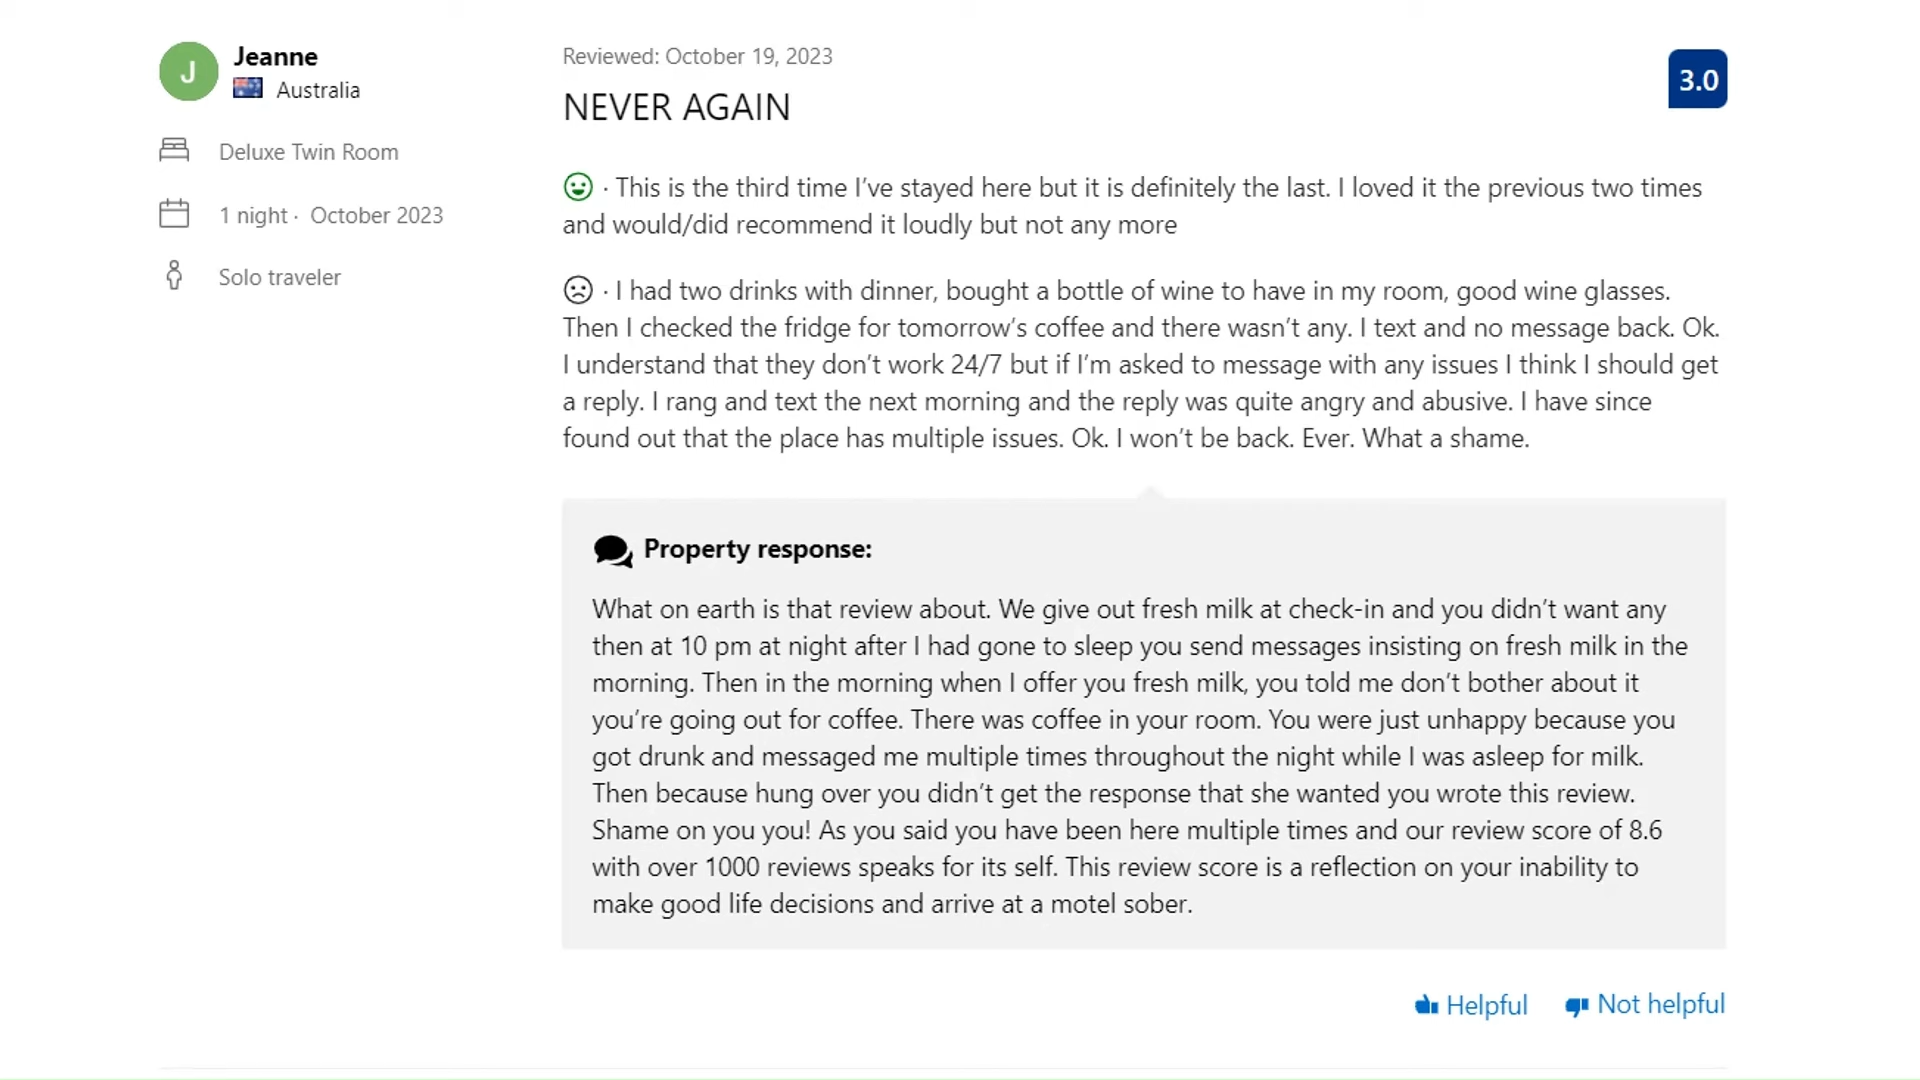 J
Jeanne
Australia
Deluxe Twin Room
1 night · October 2023
Solo traveler
Reviewed: October 19, 2023
3.0
NEVER AGAIN
· This is the third time I’ve stayed here but it is definitely the last. I loved it the previous two times
and would/did recommend it loudly but not any more
· I had two drinks with dinner, bought a bottle of wine to have in my room, good wine glasses.
Then I checked the fridge for tomorrow’s coffee and there wasn’t any. I text and no message back. Ok.
I understand that they don’t work 24/7 but if I’m asked to message with any issues I think I should get
a reply. I rang and text the next morning and the reply was quite angry and abusive. I have since
found out that the place has multiple issues. Ok. I won’t be back. Ever. What a shame.
Property response:
What on earth is that review about. We give out fresh milk at check-in and you didn’t want any
then at 10 pm at night after I had gone to sleep you send messages insisting on fresh milk in the
morning. Then in the morning when I offer you fresh milk, you told me don’t bother about it
you’re going out for coffee. There was coffee in your room. You were just unhappy because you
got drunk and messaged me multiple times throughout the night while I was asleep for milk.
Then because hung over you didn’t get the response that she wanted you wrote this review.
Shame on you you! As you said you have been here multiple times and our review score of 8.6
with over 1000 reviews speaks for its self. This review score is a reflection on your inability to
make good life decisions and arrive at a motel sober.
Helpful
Not helpful